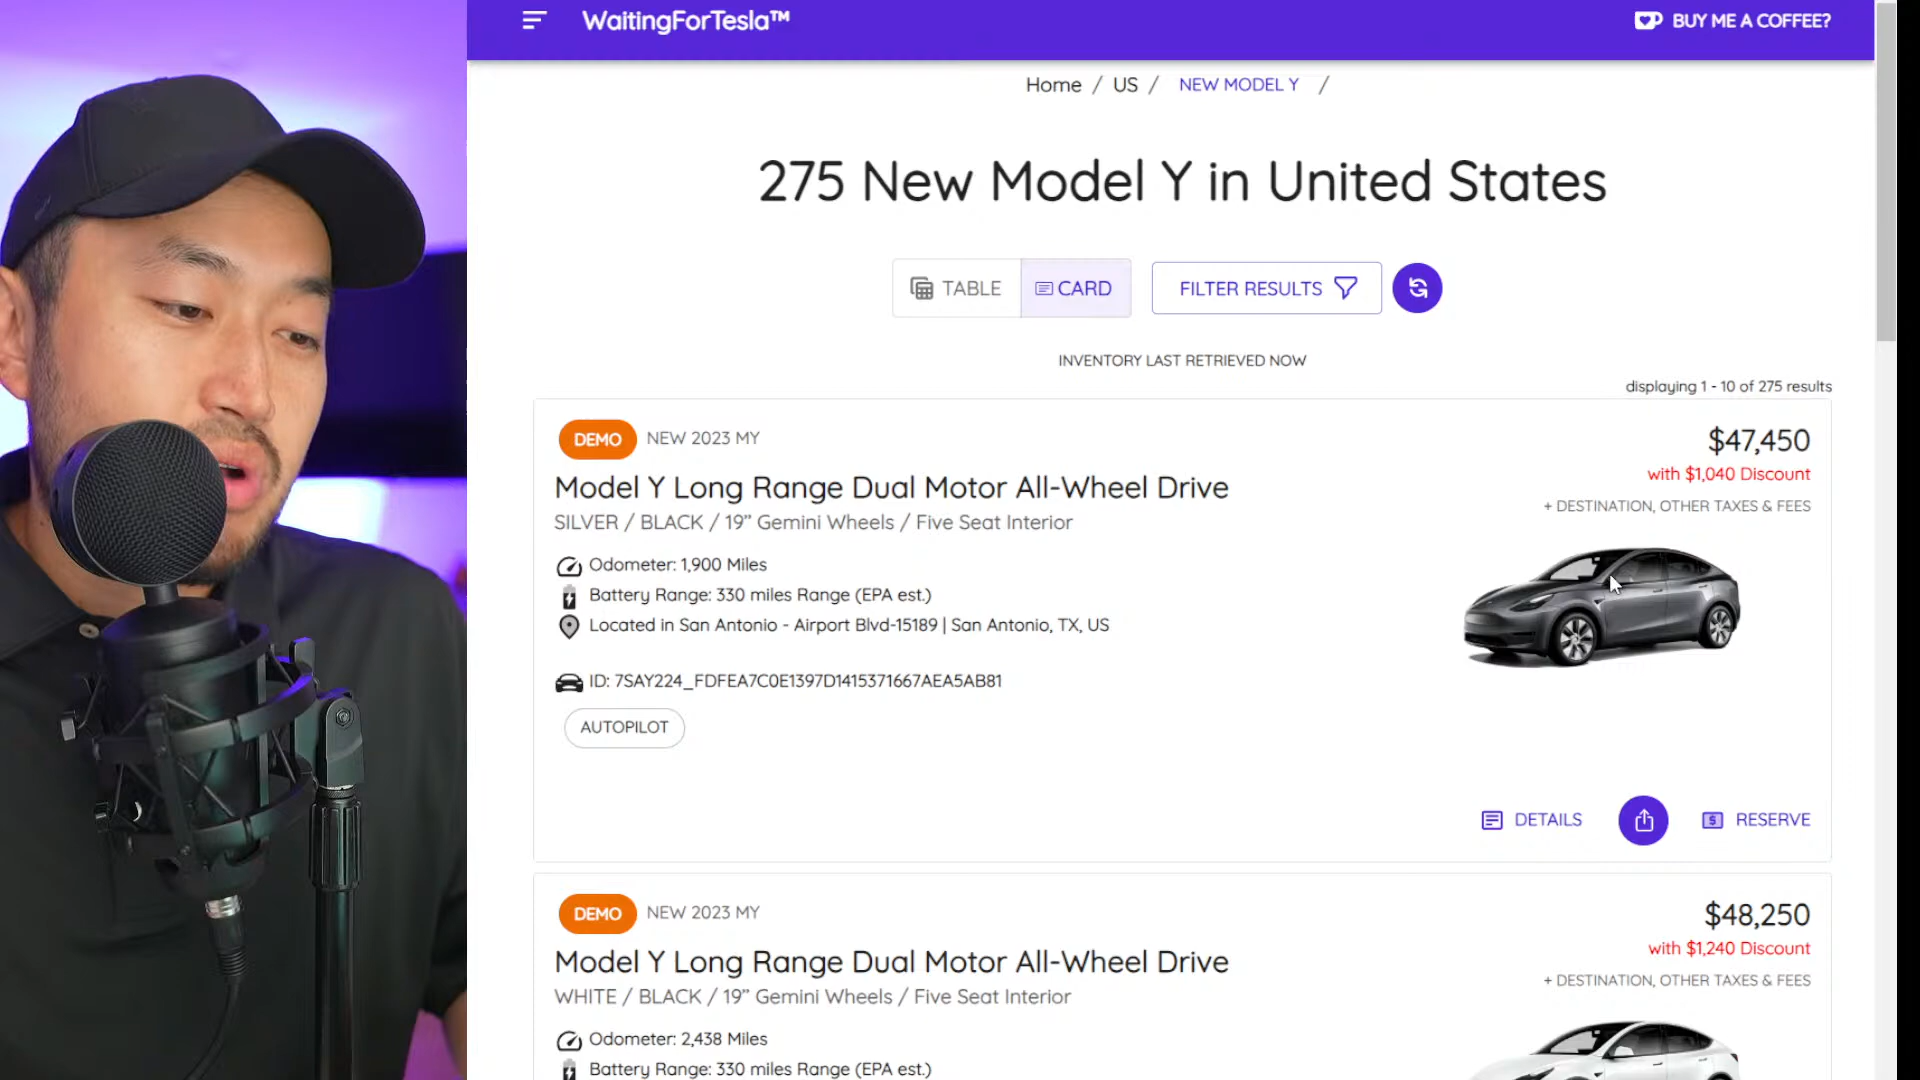 WaitingForTesla™
BUY ME A COFFEE?
Home / US / NEW MODEL Y /
275 New Model Y in United States
TABLE
CARD
FILTER RESULTS
INVENTORY LAST RETRIEVED NOW
displaying 1 - 10 of 275 results
DEMO NEW 2023 MY
$47,450
with $1,040 Discount
+ DESTINATION, OTHER TAXES & FEES
Model Y Long Range Dual Motor All-Wheel Drive
SILVER / BLACK / 19” Gemini Wheels / Five Seat Interior
Odometer: 1,900 Miles
Battery Range: 330 miles Range (EPA est.)
Located in San Antonio - Airport Blvd-15189 | San Antonio, TX, US
ID: 7SAY224_FDFEA7C0E1397D1415371667AEA5AB81
AUTOPILOT
DETAILS
RESERVE
DEMO NEW 2023 MY
$48,250
with $1,240 Discount
+ DESTINATION, OTHER TAXES & FEES
Model Y Long Range Dual Motor All-Wheel Drive
WHITE / BLACK / 19” Gemini Wheels / Five Seat Interior
Odometer: 2,438 Miles
Battery Range: 330 miles Range (EPA est.)